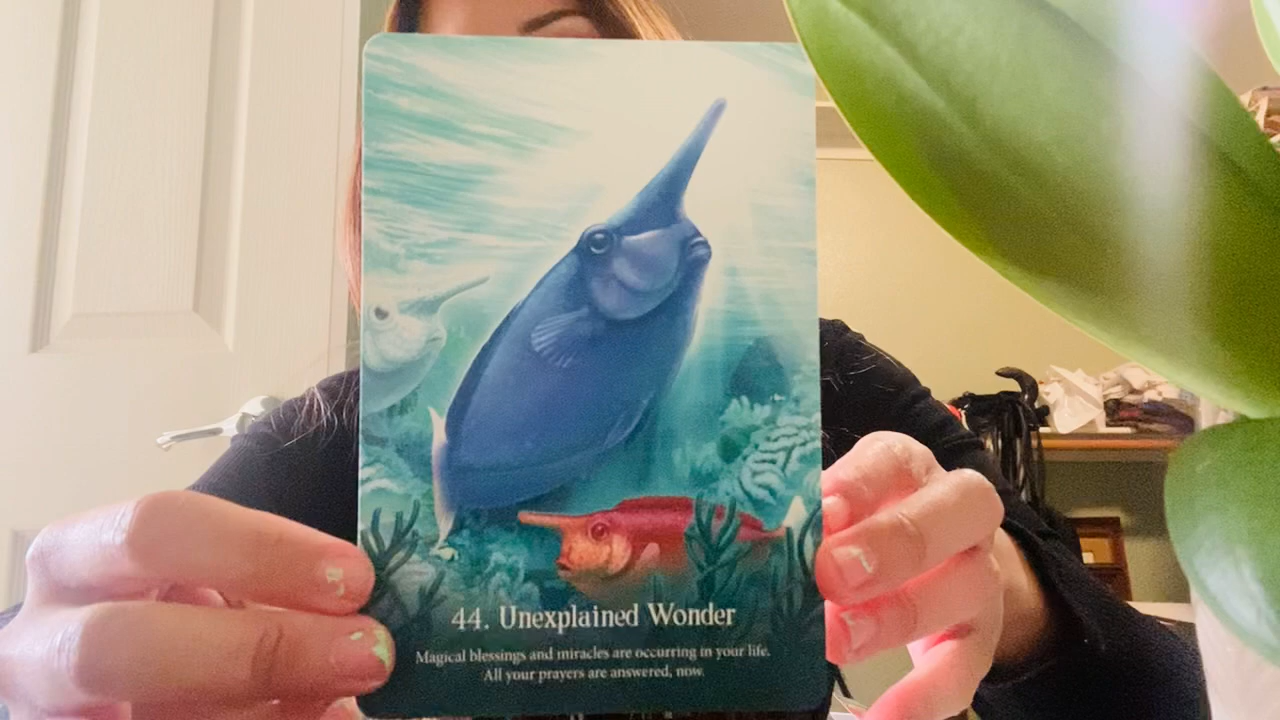 44. Unexplained Wonder
Magical blessings and miracles are occurring in your life.
All your prayers are answered, now.